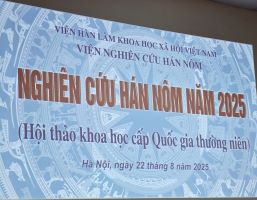 VIỆN HÀN LÂM KHOA HỌC XÃ HỘI VIỆT NAM
VIỆN NGHIÊN CỨU HÁN NÔM
NGHIÊN CỨU HÁN NÔM NĂM 2025
(Hội thảo khoa học cấp Quốc gia thường niên)
Hà Nội, ngày 22 tháng 8 năm 2025